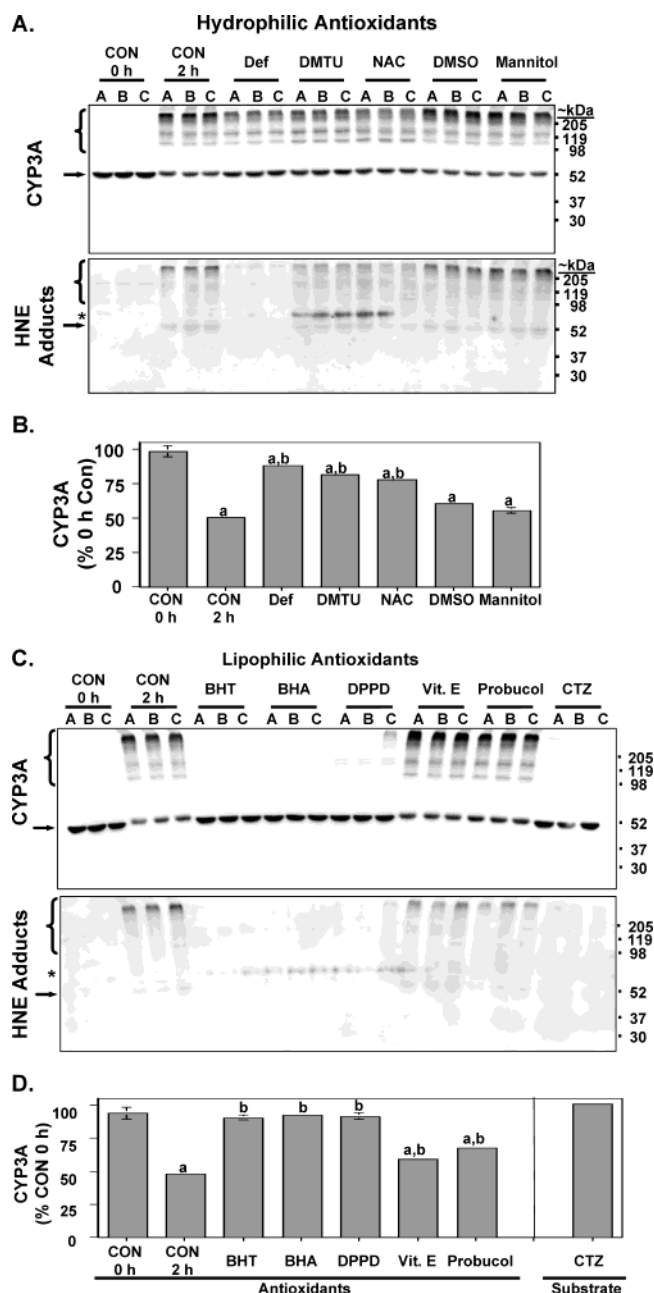 A.
Hydrophilic Antioxidants
CON 0 h CON 2 h Def DMTU NAC DMSO Mannitol
A B C A B C A B C A B C A B C A B C A B C
CYP3A
~kDa
205
119
98
52
37
30
HNE Adducts
*
~kDa
205
119
98
52
37
30
B.
CYP3A (% 0 h Con)
100
75
50
25
0
a a,b a,b a,b a a
CON 0 h CON 2 h Def DMTU NAC DMSO Mannitol
C.
Lipophilic Antioxidants
CON 0 h CON 2 h BHT BHA DPPD Vit. E Probucol CTZ
A B C A B C A B C A B C A B C A B C A B C A B C
CYP3A
205
119
98
52
37
30
HNE Adducts
*
205
119
98
52
37
30
D.
CYP3A (% CON 0 h)
100
75
50
25
0
a b b b a,b a,b
CON 0 h CON 2 h BHT BHA DPPD Vit. E Probucol CTZ
Antioxidants Substrate